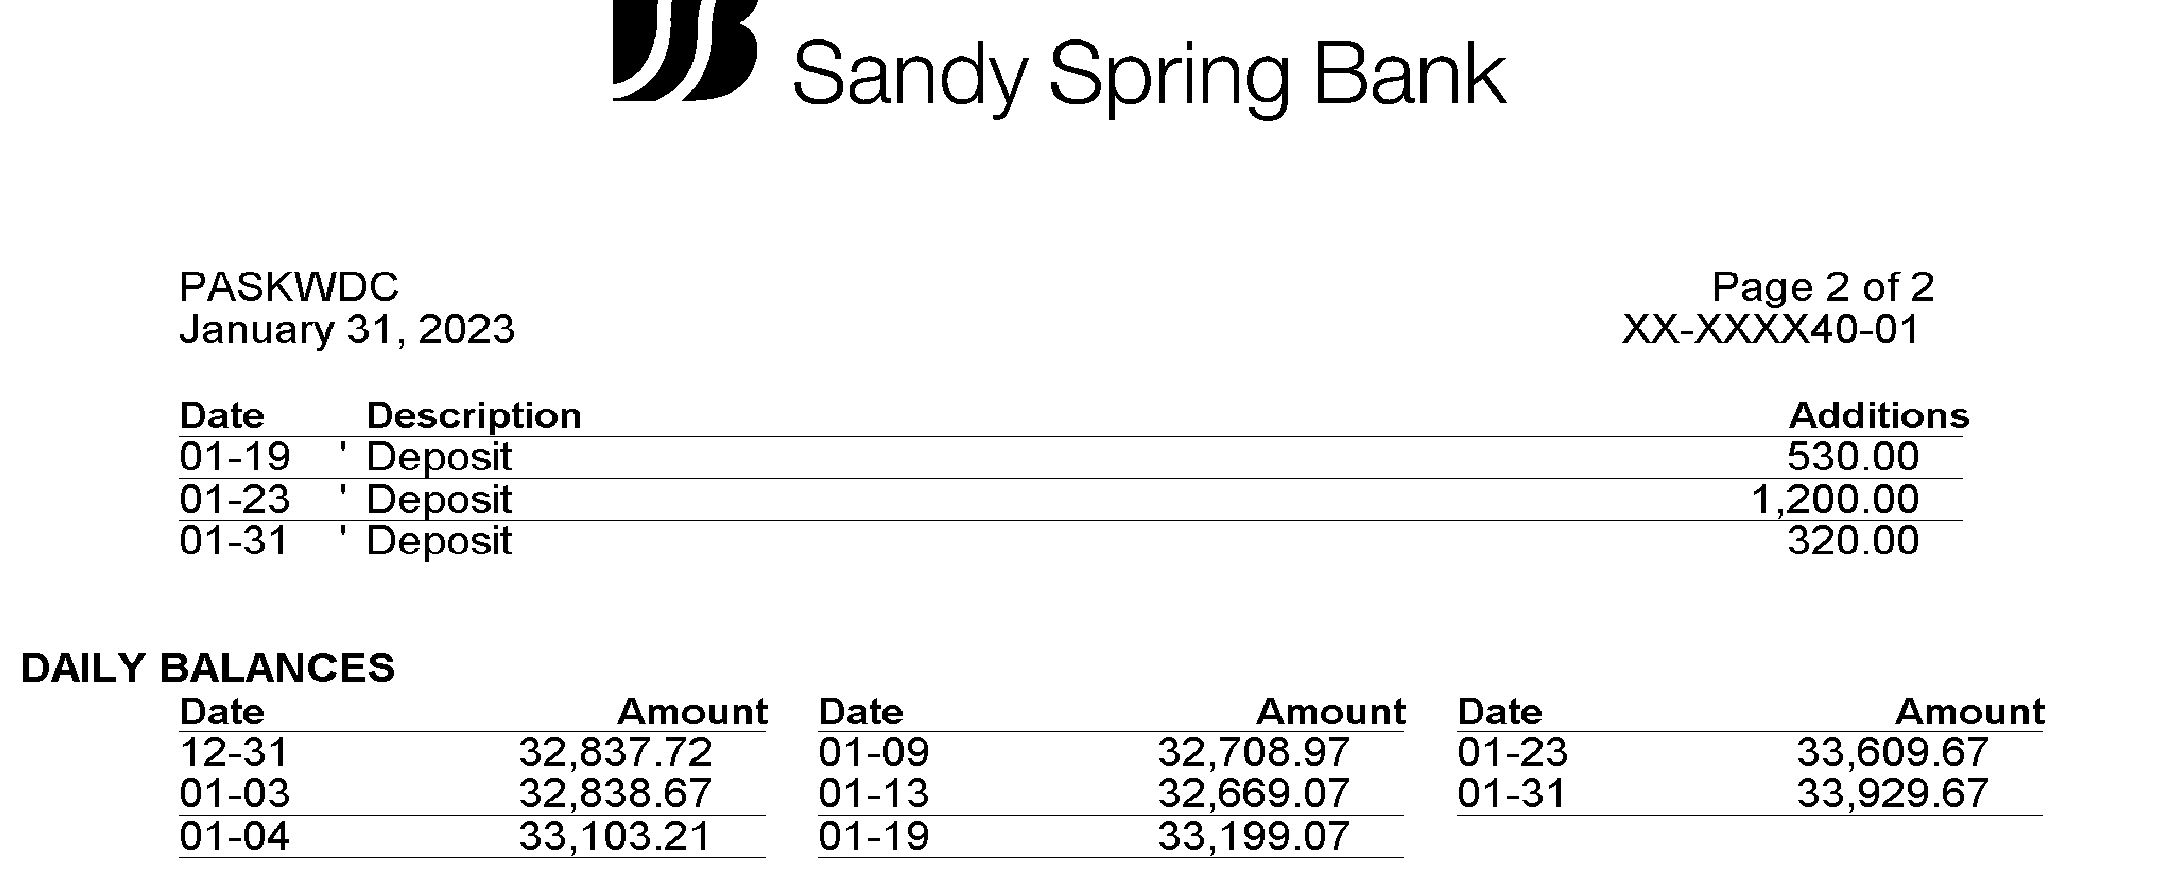 Sandy Spring Bank
PASKWDC Page 2 of 2
January 31, 2023 XX-XXXX40-01
Date Description Additions
01-19 ' Deposit 530.00
01-23 ' Deposit 1,200.00
01-31 ' Deposit 320.00
DAILY BALANCES
Date Amount Date Amount Date Amount
12-31 32,837.72 01-09 32,708.97 01-23 33,609.67
01-03 32,838.67 01-13 32,669.07 01-31 33,929.67
01-04 33,103.21 01-19 33,199.07